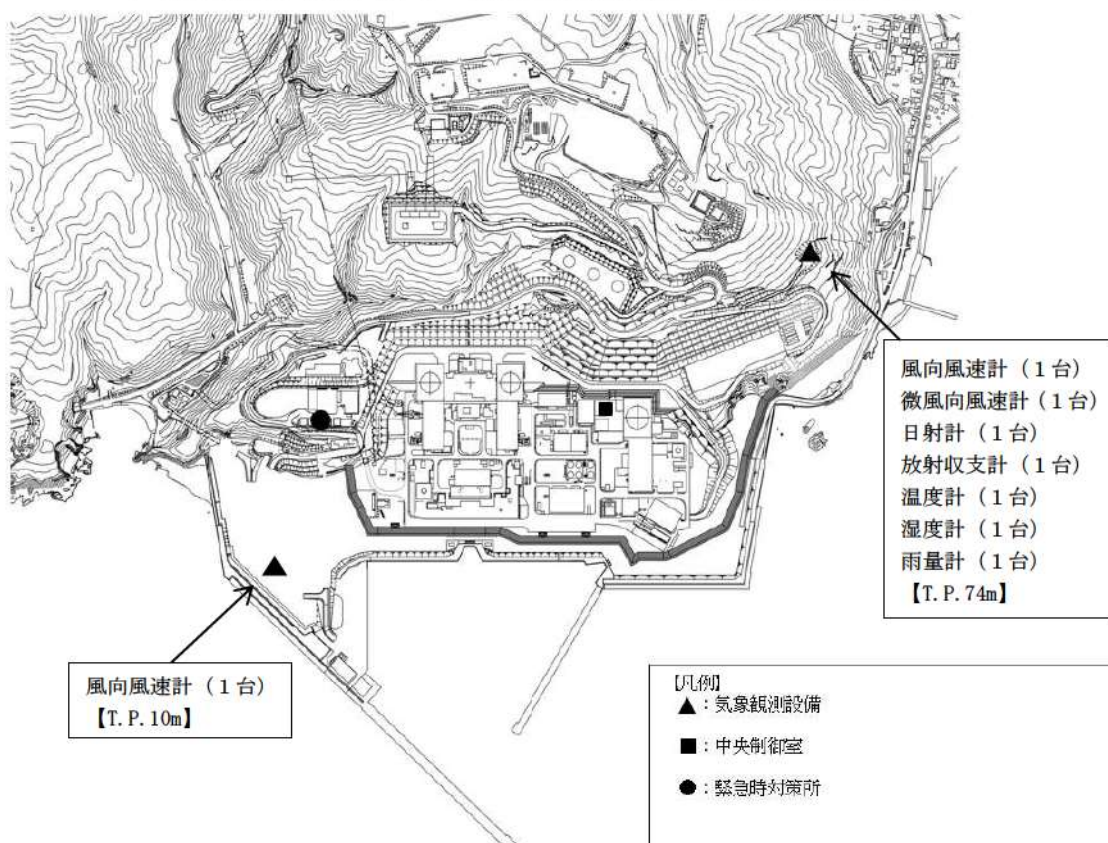 風向風速計（１台）
微風向風速計（１台）
日射計（１台）
放射収支計（１台）
温度計（１台）
湿度計（１台）
雨量計（１台）
【T.P.74m】
風向風速計（１台）
【T.P.10m】
【凡例】
▲：気象観測設備
■：中央制御室
●：緊急時対策所